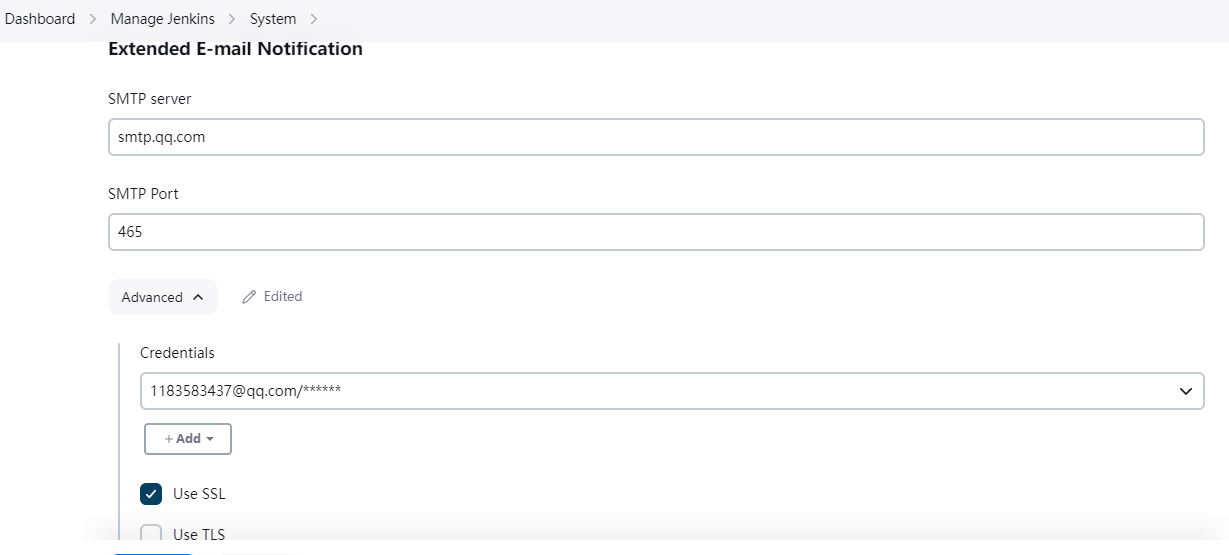 Dashboard > Manage Jenkins > System >
Extended E-mail Notification
SMTP server
smtp.qq.com
SMTP Port
465
Advanced Edited
Credentials
1183583437@qq.com/******
+ Add
Use SSL
Use TLS